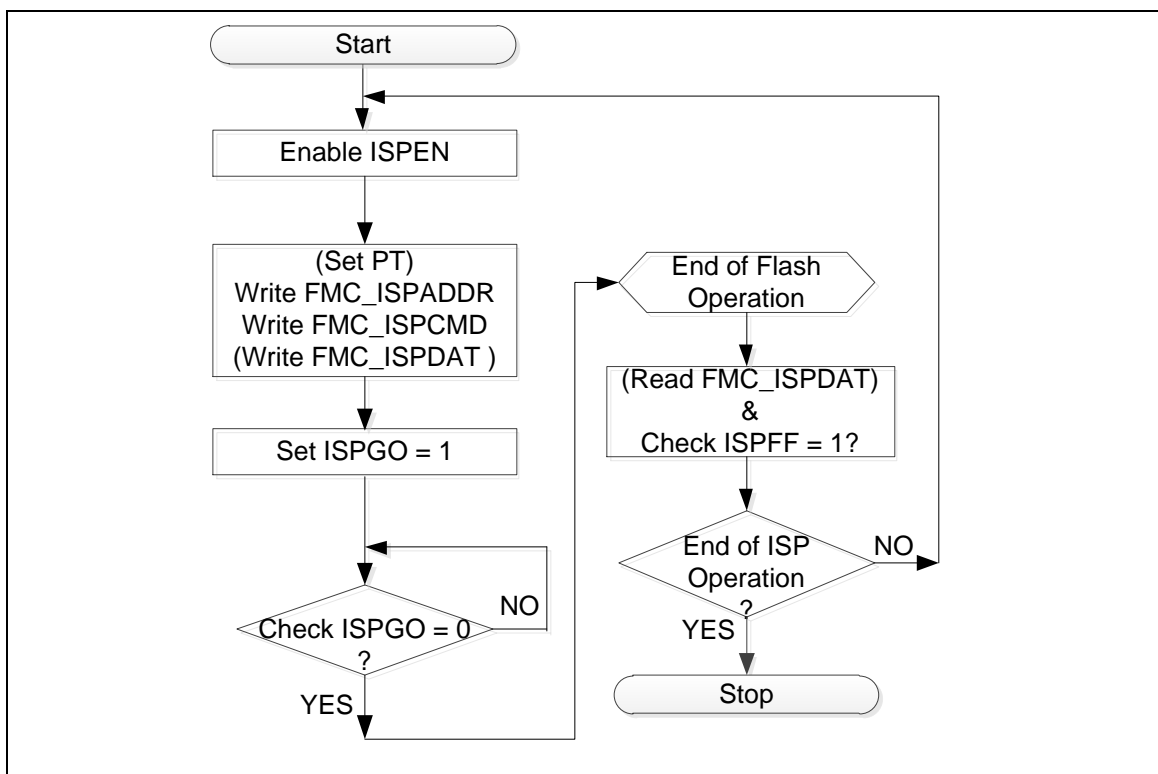 Start
Enable ISPEN
(Set PT)
Write FMC_ISPADDR
Write FMC_ISPCMD
(Write FMC_ISPDAT )
Set ISPGO = 1
NO
Check ISPGO = 0
?
YES
End of Flash
Operation
(Read FMC_ISPDAT)
&
Check ISPFF = 1?
End of ISP
Operation
?
NO
YES
Stop